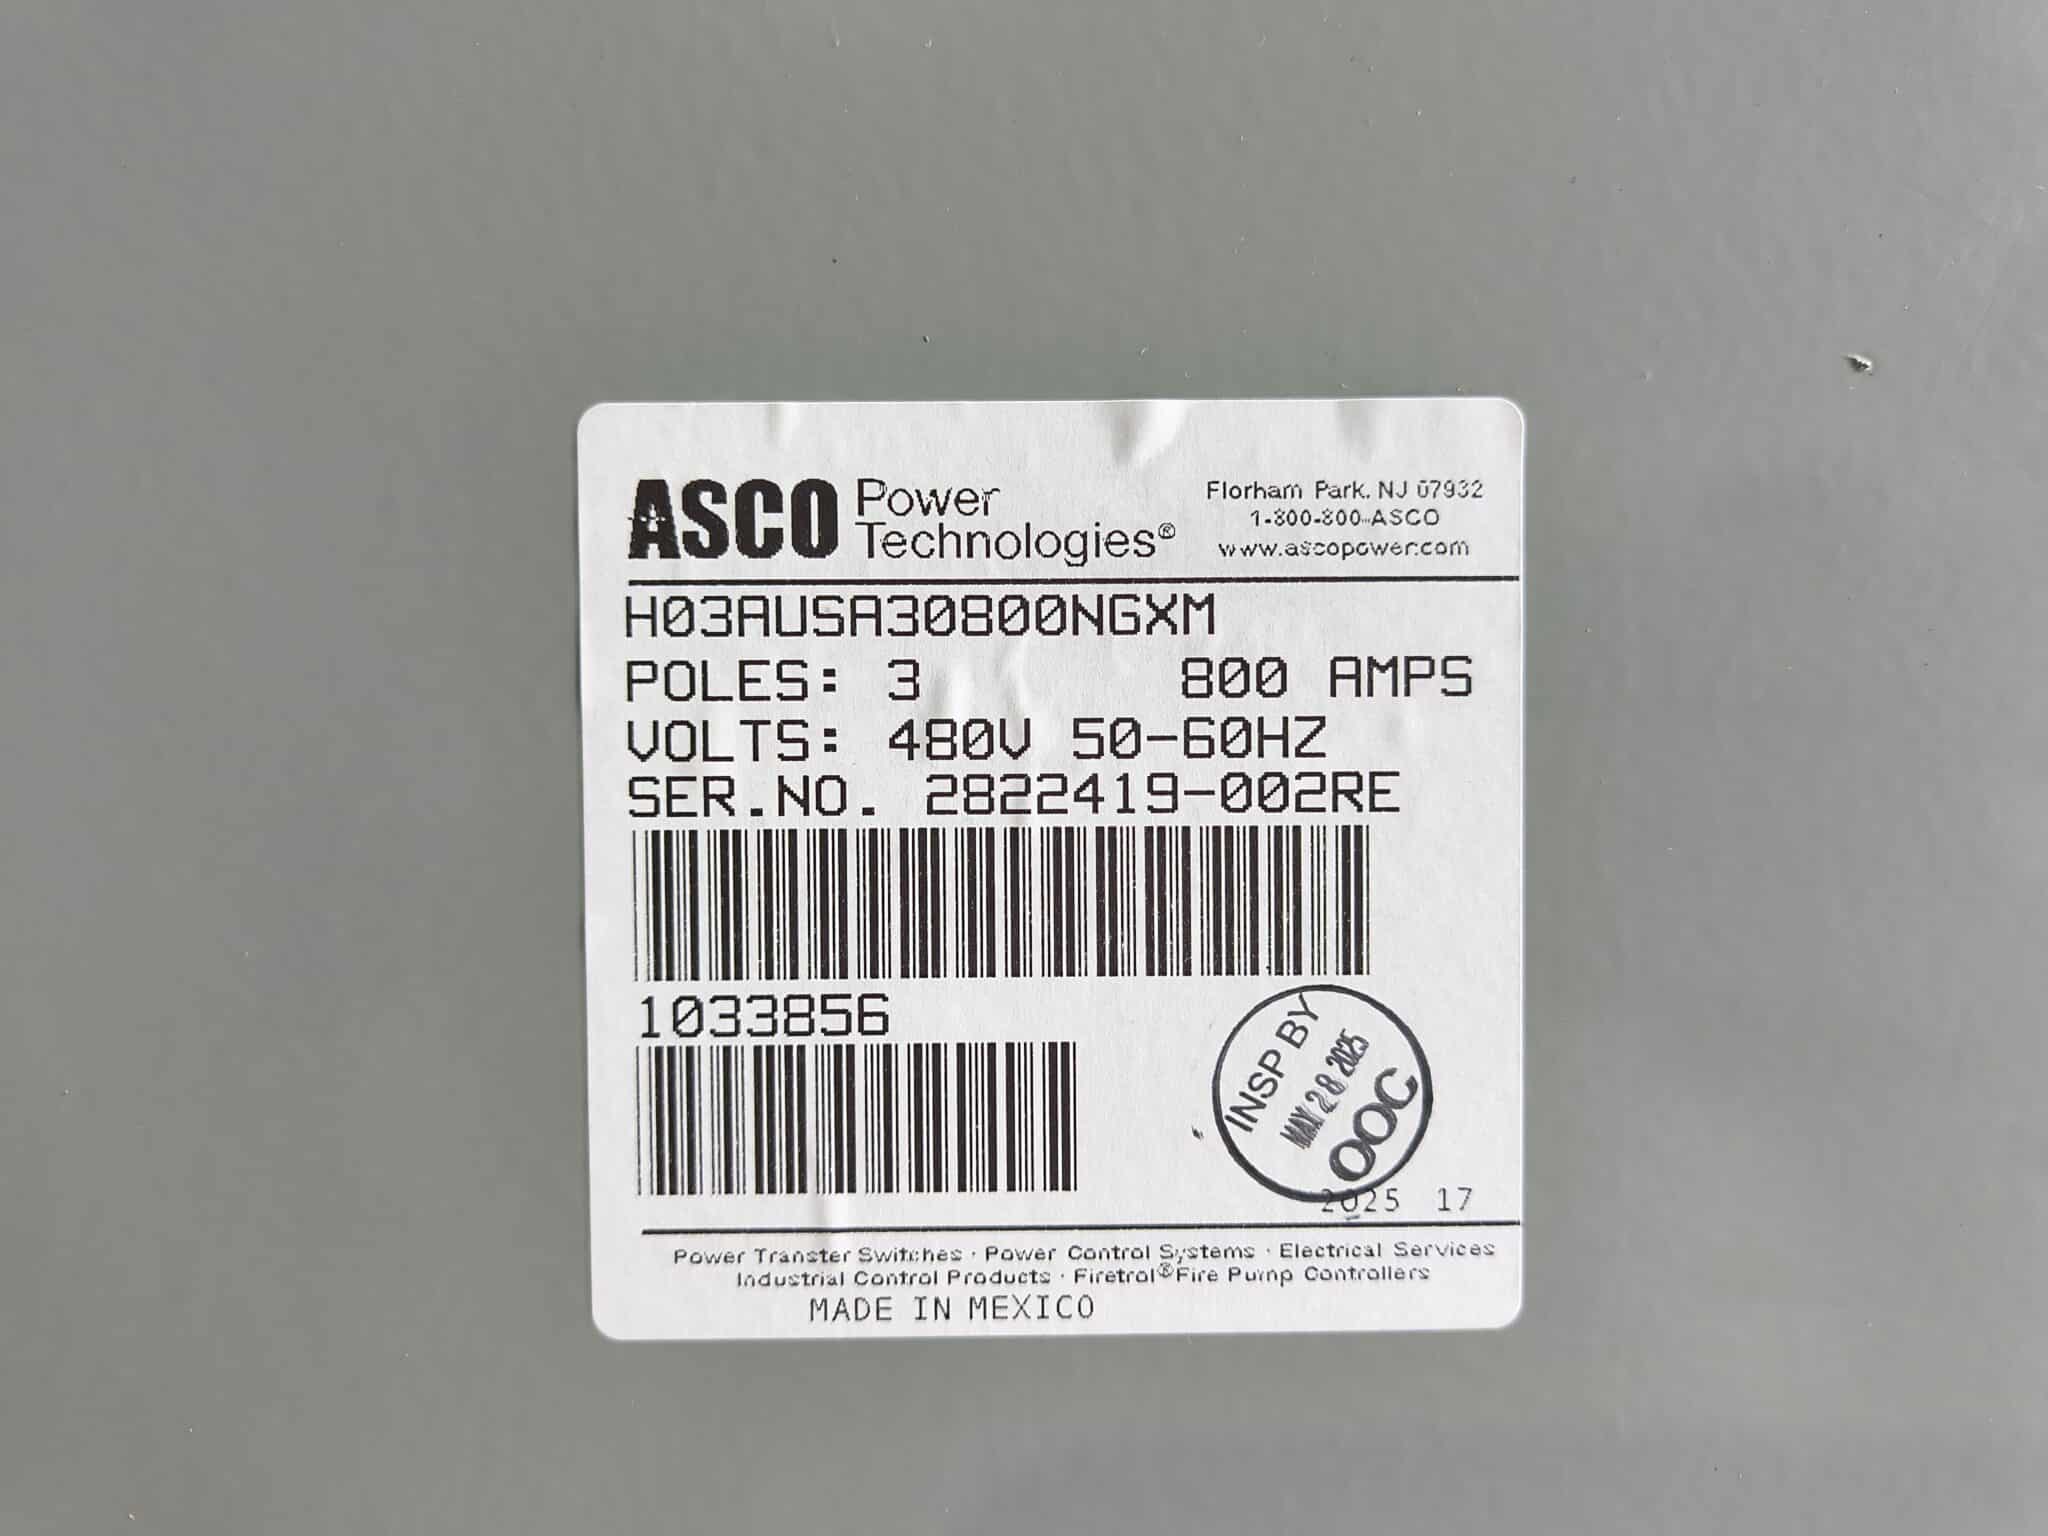 ASCO Power Technologies®
Florham Park, NJ 07932
1-800-800-ASCO
www.ascopower.com
H03AUSA30800NGXM
POLES: 3 800 AMPS
VOLTS: 480V 50-60HZ
SER.NO. 2822419-002RE
1033856
INSP BY
MAY 28 2025
OOC
2025 17
Power Transfer Switches · Power Control Systems · Electrical Services
Industrial Control Products · Firetrol® Fire Pump Controllers
MADE IN MEXICO